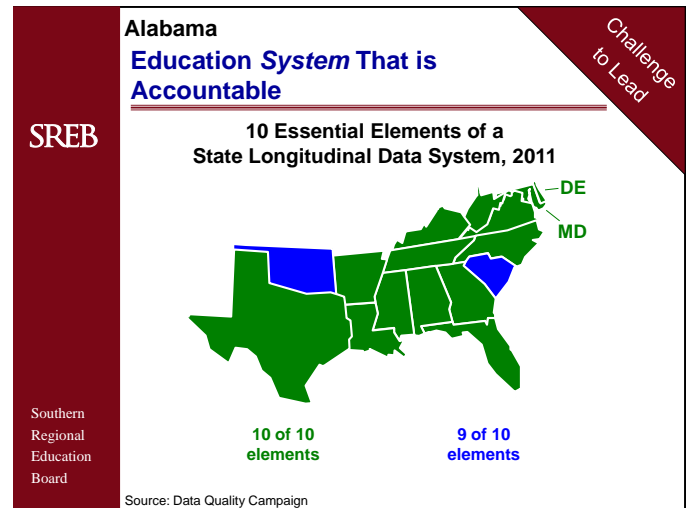 Alabama
Education System That is
Accountable
Challenge
to Lead
SREB
10 Essential Elements of a
State Longitudinal Data System, 2011
DE
MD
10 of 10
elements
9 of 10
elements
Southern
Regional
Education
Board
Source: Data Quality Campaign